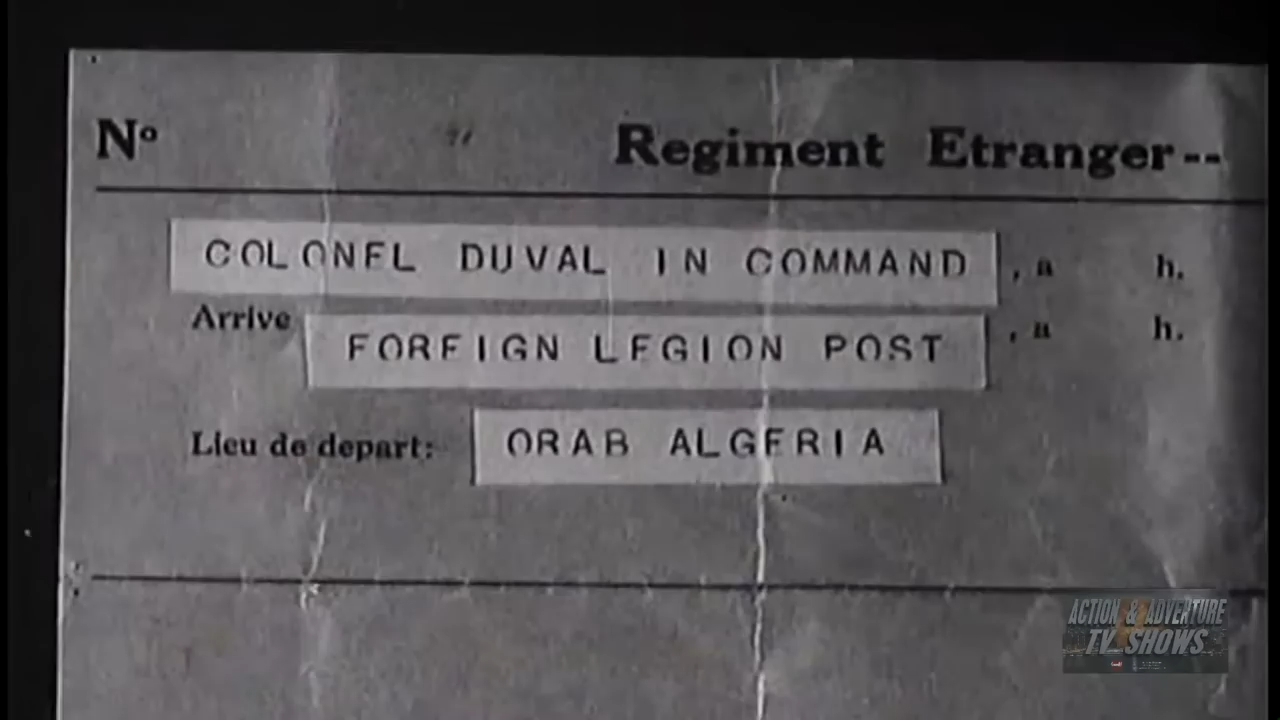 Nº " Regiment Etranger--
COLONEL DUVAL IN COMMAND , a h.
Arrive FOREIGN LEGION POST , a h.
Lieu de depart: ORAB ALGERIA
ACTION & ADVERTURE
TV SHOWS